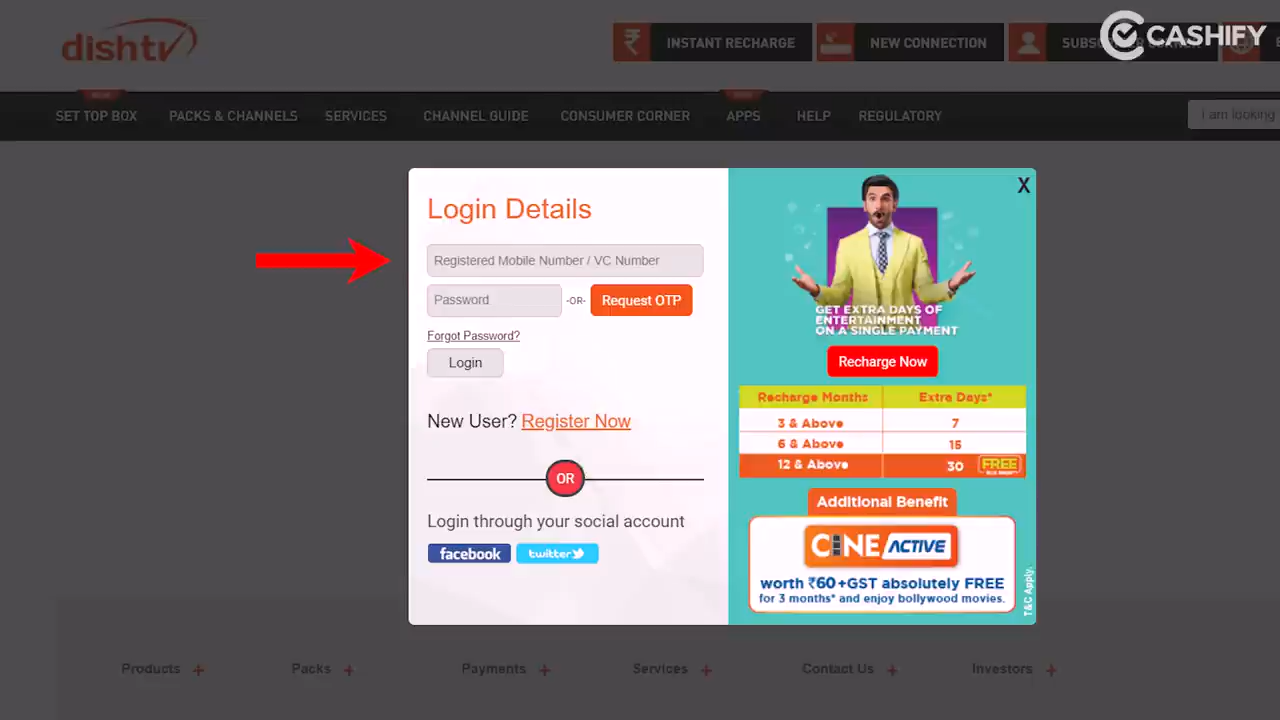 dishtv
INSTANT RECHARGE
NEW CONNECTION
CASHIFY
SET TOP BOX
PACKS & CHANNELS
SERVICES
CHANNEL GUIDE
CONSUMER CORNER
APPS
HELP
REGULATORY
I am looking
Login Details
Registered Mobile Number / VC Number
Password
-OR-
Request OTP
Forgot Password?
Login
New User? Register Now
OR
Login through your social account
facebook
twitter
X
GET EXTRA DAYS OF
ENTERTAINMENT
ON A SINGLE PAYMENT
Recharge Now
Recharge Months Extra Days*
3 & Above 7
6 & Above 15
12 & Above 30 FREE
Additional Benefit
CINE ACTIVE
worth ₹60+GST absolutely FREE
for 3 months* and enjoy bollywood movies.
T&C Apply.
Products +
Packs +
Payments +
Services +
Contact Us +
Investors +